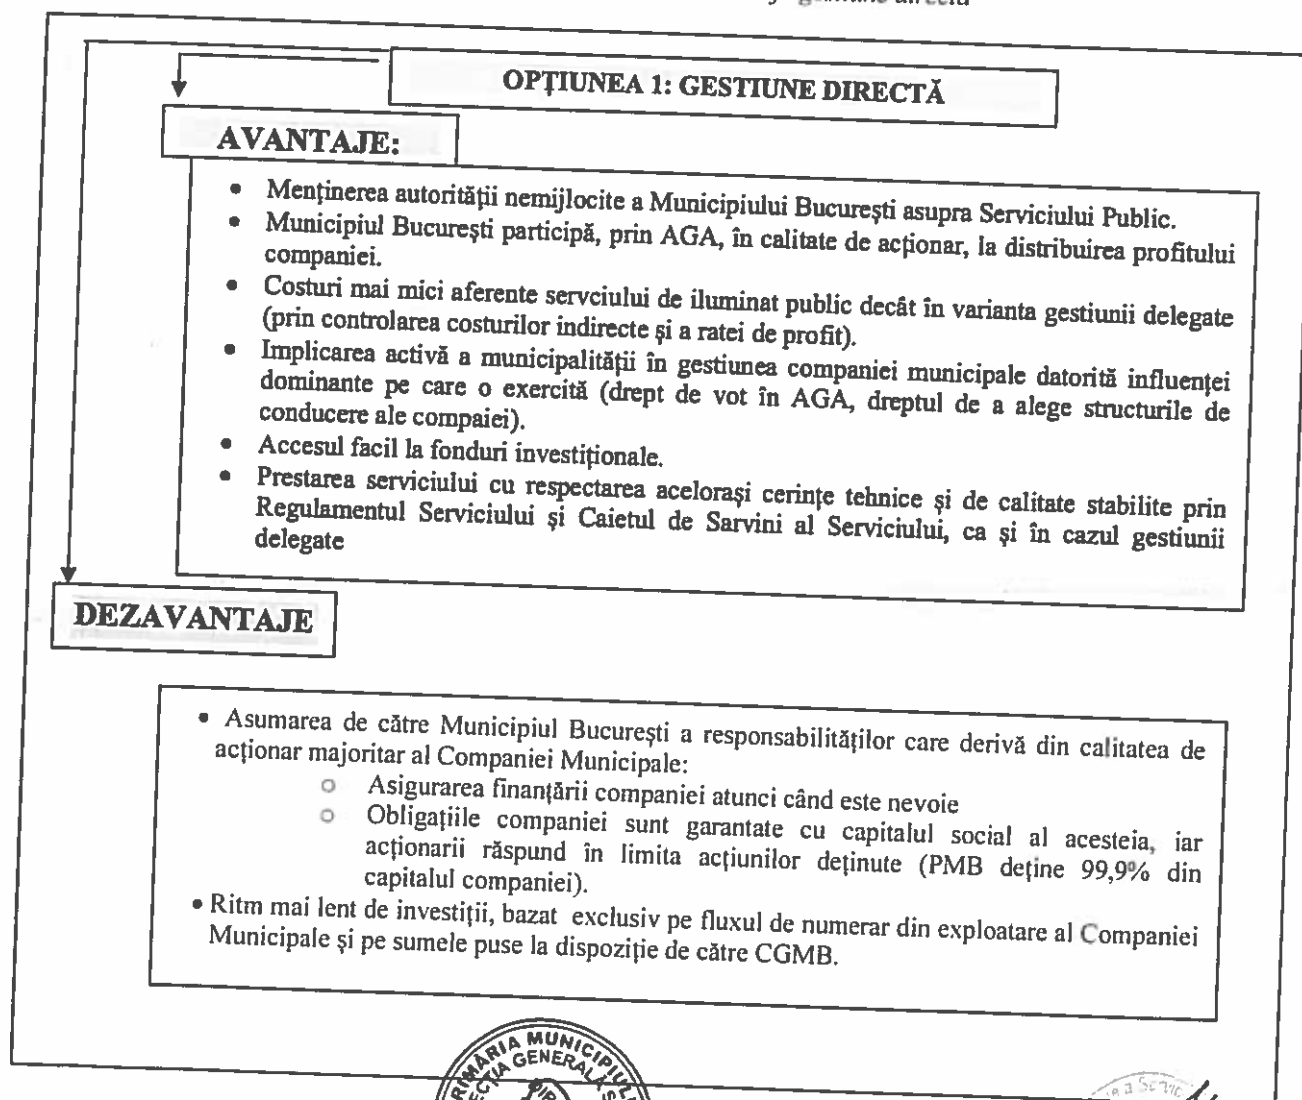 gestiune directă
OPȚIUNEA 1: GESTIUNE DIRECTĂ
AVANTAJE:
• Menținerea autorității nemijlocite a Municipiului București asupra Serviciului Public.
• Municipiul București participă, prin AGA, în calitate de acționar, la distribuirea profitului
companiei.
• Costuri mai mici aferente servciului de iluminat public decât în varianta gestiunii delegate
(prin controlarea costurilor indirecte și a ratei de profit).
• Implicarea activă a municipalității în gestiunea companiei municipale datorită influenței
dominante pe care o exercită (drept de vot în AGA, dreptul de a alege structurile de
conducere ale compaiei).
• Accesul facil la fonduri investiționale.
• Prestarea serviciului cu respectarea acelorași cerințe tehnice și de calitate stabilite prin
Regulamentul Serviciului și Caietul de Sarvini al Serviciului, ca și în cazul gestiunii
delegate
DEZAVANTAJE
• Asumarea de către Municipiul București a responsabilităților care derivă din calitatea de
acționar majoritar al Companiei Municipale:
o Asigurarea finanțării companiei atunci când este nevoie
o Obligațiile companiei sunt garantate cu capitalul social al acesteia, iar
acționarii răspund în limita acțiunilor deținute (PMB deține 99,9% din
capitalul companiei).
• Ritm mai lent de investiții, bazat exclusiv pe fluxul de numerar din exploatare al Companiei
Municipale și pe sumele puse la dispoziție de către CGMB.
MUNICIPIUL
GENERALĂ